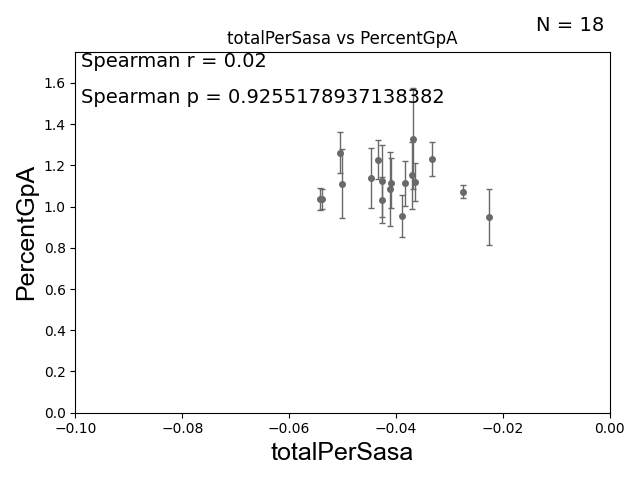 N = 18
totalPerSasa vs PercentGpA
Spearman r = 0.02
Spearman p = 0.9255178937138382
1.6
1.4
1.2
1.0
0.8
0.6
0.4
0.2
0.0
PercentGpA
−0.10 −0.08 −0.06 −0.04 −0.02 0.00
totalPerSasa